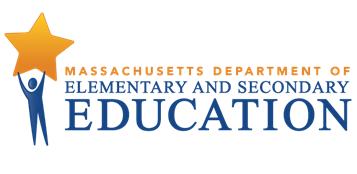 MASSACHUSETTS DEPARTMENT OF
ELEMENTARY AND SECONDARY
EDUCATION